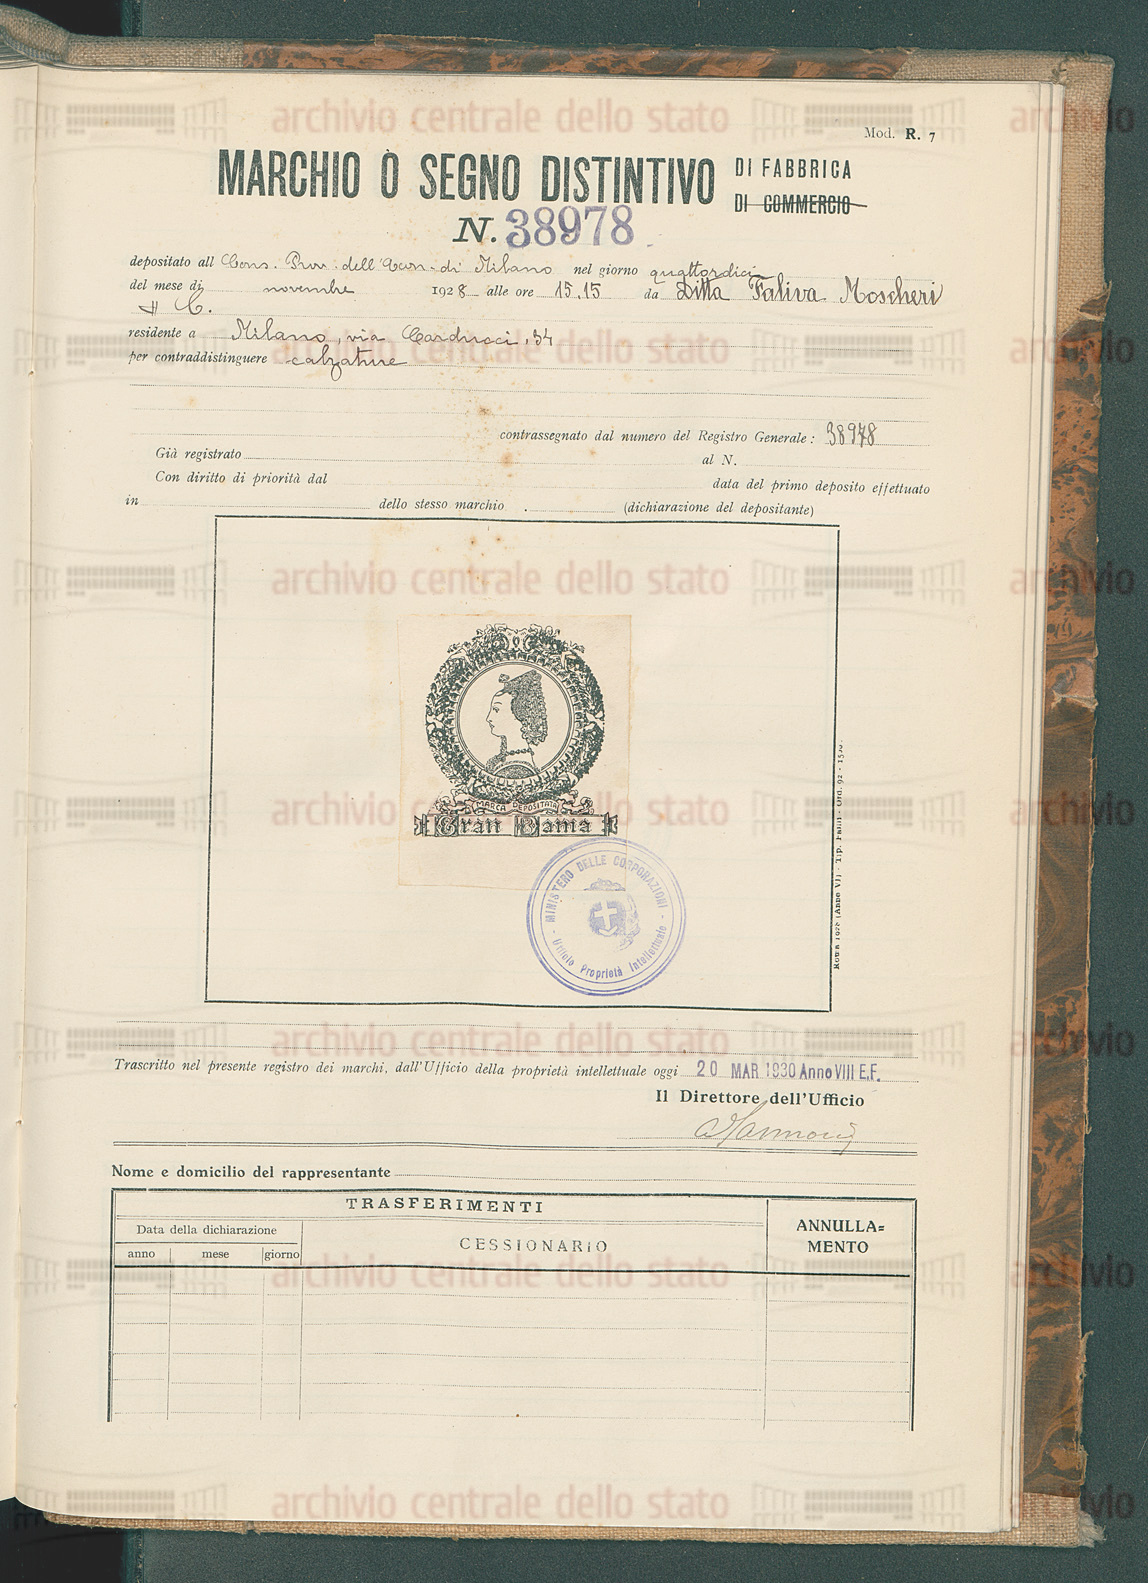 Mod. R. 7
MARCHIO O SEGNO DISTINTIVO DI FABBRICA
DI COMMERCIO
N. 38978
depositato all Cons. Prov. dell'Econ. di Milano nel giorno quattordici
del mese di novembre 1928 alle ore 15.15 da Ditta Faliva Moscheri
& C.
residente a Milano, via Carducci, 34
per contraddistinguere calzature
contrassegnato dal numero del Registro Generale: 38978
Già registrato al N.
Con diritto di priorità dal data del primo deposito effettuato
in dello stesso marchio (dichiarazione del depositante)
MARCA DEPOSITATA
Gran Dama
MINISTERO DELLE CORPORAZIONI
Ufficio Proprietà Intellettuale
Trascritto nel presente registro dei marchi, dall'Ufficio della proprietà intellettuale oggi 20 MAR 1930 Anno VIII E.F.
Il Direttore dell'Ufficio
Nome e domicilio del rappresentante
TRASFERIMENTI
ANNULLA=
MENTO
Data della dichiarazione
CESSIONARIO
anno mese giorno
archivio centrale dello stato